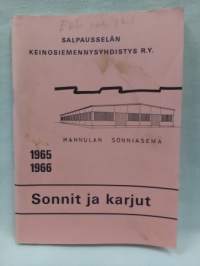 SALPAUSSELÄN
KEINOSIEMENNYSYHDISTYS R.Y.
MANNULAN SONNIASEMA
1965
1966
Sonnit ja karjut